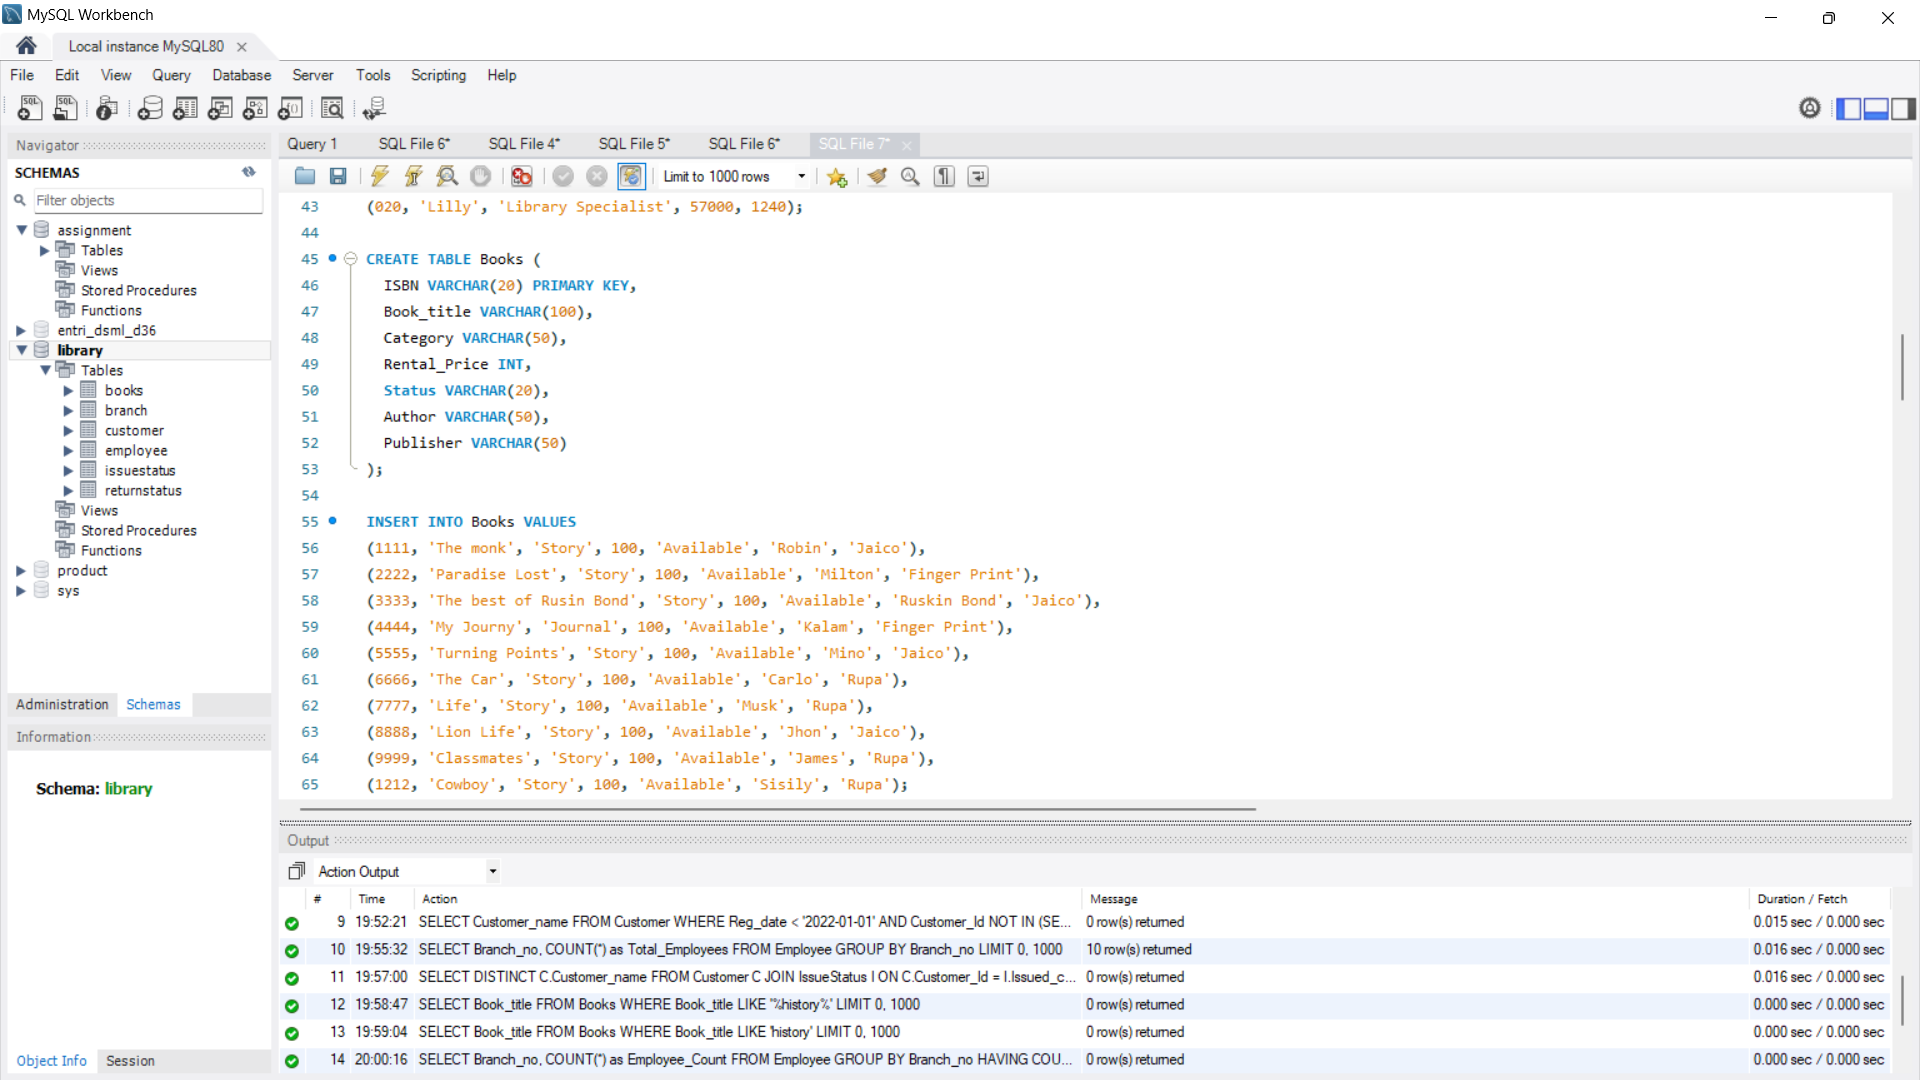 MySQL Workbench
Local instance MySQL80
File Edit View Query Database Server Tools Scripting Help
Navigator
SCHEMAS
Filter objects
assignment
Tables
Views
Stored Procedures
Functions
entri_dsml_d36
library
Tables
books
branch
customer
employee
issuestatus
returnstatus
Views
Stored Procedures
Functions
product
sys
Administration Schemas
Information
Schema: library
Object Info Session
Query 1 SQL File 6* SQL File 4* SQL File 5* SQL File 6* SQL File 7*
Limit to 1000 rows
43 (020, 'Lilly', 'Library Specialist', 57000, 1240);
44
45 CREATE TABLE Books (
46 ISBN VARCHAR(20) PRIMARY KEY,
47 Book_title VARCHAR(100),
48 Category VARCHAR(50),
49 Rental_Price INT,
50 Status VARCHAR(20),
51 Author VARCHAR(50),
52 Publisher VARCHAR(50)
53 );
54
55 INSERT INTO Books VALUES
56 (1111, 'The monk', 'Story', 100, 'Available', 'Robin', 'Jaico'),
57 (2222, 'Paradise Lost', 'Story', 100, 'Available', 'Milton', 'Finger Print'),
58 (3333, 'The best of Rusin Bond', 'Story', 100, 'Available', 'Ruskin Bond', 'Jaico'),
59 (4444, 'My Journy', 'Journal', 100, 'Available', 'Kalam', 'Finger Print'),
60 (5555, 'Turning Points', 'Story', 100, 'Available', 'Mino', 'Jaico'),
61 (6666, 'The Car', 'Story', 100, 'Available', 'Carlo', 'Rupa'),
62 (7777, 'Life', 'Story', 100, 'Available', 'Musk', 'Rupa'),
63 (8888, 'Lion Life', 'Story', 100, 'Available', 'Jhon', 'Jaico'),
64 (9999, 'Classmates', 'Story', 100, 'Available', 'James', 'Rupa'),
65 (1212, 'Cowboy', 'Story', 100, 'Available', 'Sisily', 'Rupa');
Output
Action Output
# Time Action Message Duration / Fetch
9 19:52:21 SELECT Customer_name FROM Customer WHERE Reg_date < '2022-01-01' AND Customer_Id NOT IN (SE... 0 row(s) returned 0.015 sec / 0.000 sec
10 19:55:32 SELECT Branch_no, COUNT(*) as Total_Employees FROM Employee GROUP BY Branch_no LIMIT 0, 1000 10 row(s) returned 0.016 sec / 0.000 sec
11 19:57:00 SELECT DISTINCT C.Customer_name FROM Customer C JOIN IssueStatus I ON C.Customer_Id = I.Issued_c... 0 row(s) returned 0.016 sec / 0.000 sec
12 19:58:47 SELECT Book_title FROM Books WHERE Book_title LIKE '%history%' LIMIT 0, 1000 0 row(s) returned 0.000 sec / 0.000 sec
13 19:59:04 SELECT Book_title FROM Books WHERE Book_title LIKE 'history' LIMIT 0, 1000 0 row(s) returned 0.000 sec / 0.000 sec
14 20:00:16 SELECT Branch_no, COUNT(*) as Employee_Count FROM Employee GROUP BY Branch_no HAVING COU... 0 row(s) returned 0.000 sec / 0.000 sec